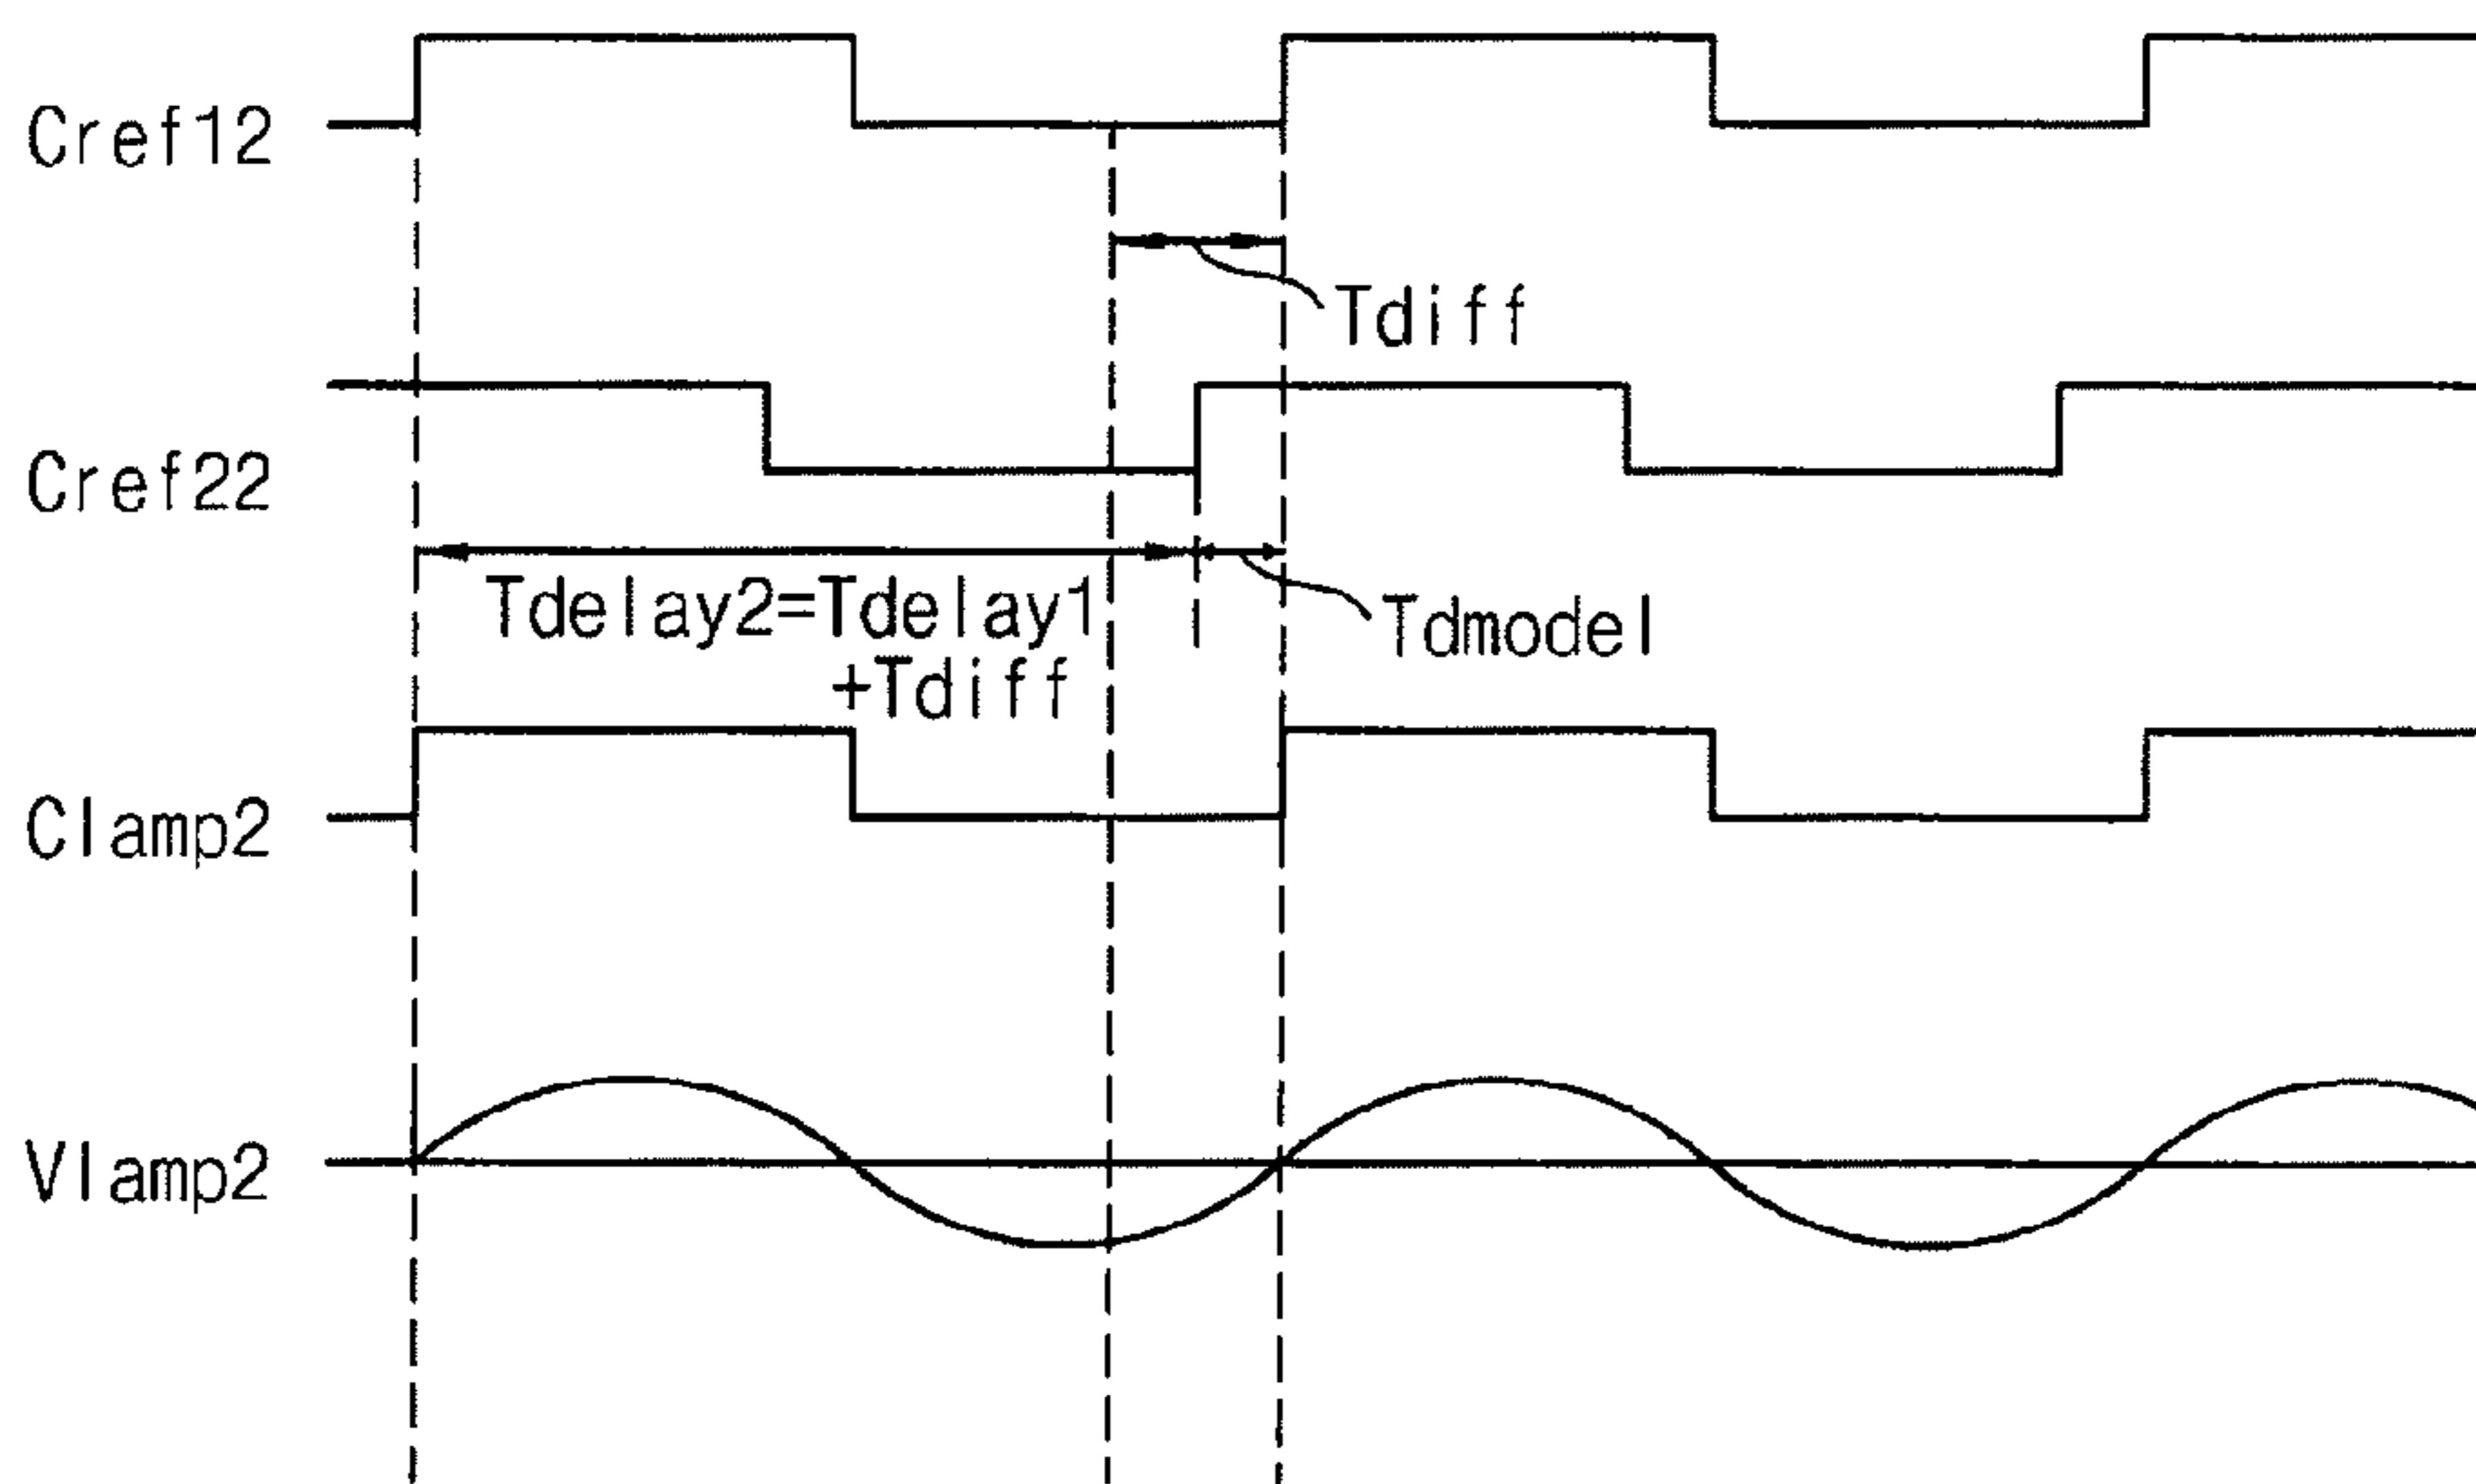 Cref12
Tdiff
Cref22
Tdelay2=Tdelay1
+Tdiff
Tdmodel
Clamp2
Vlamp2